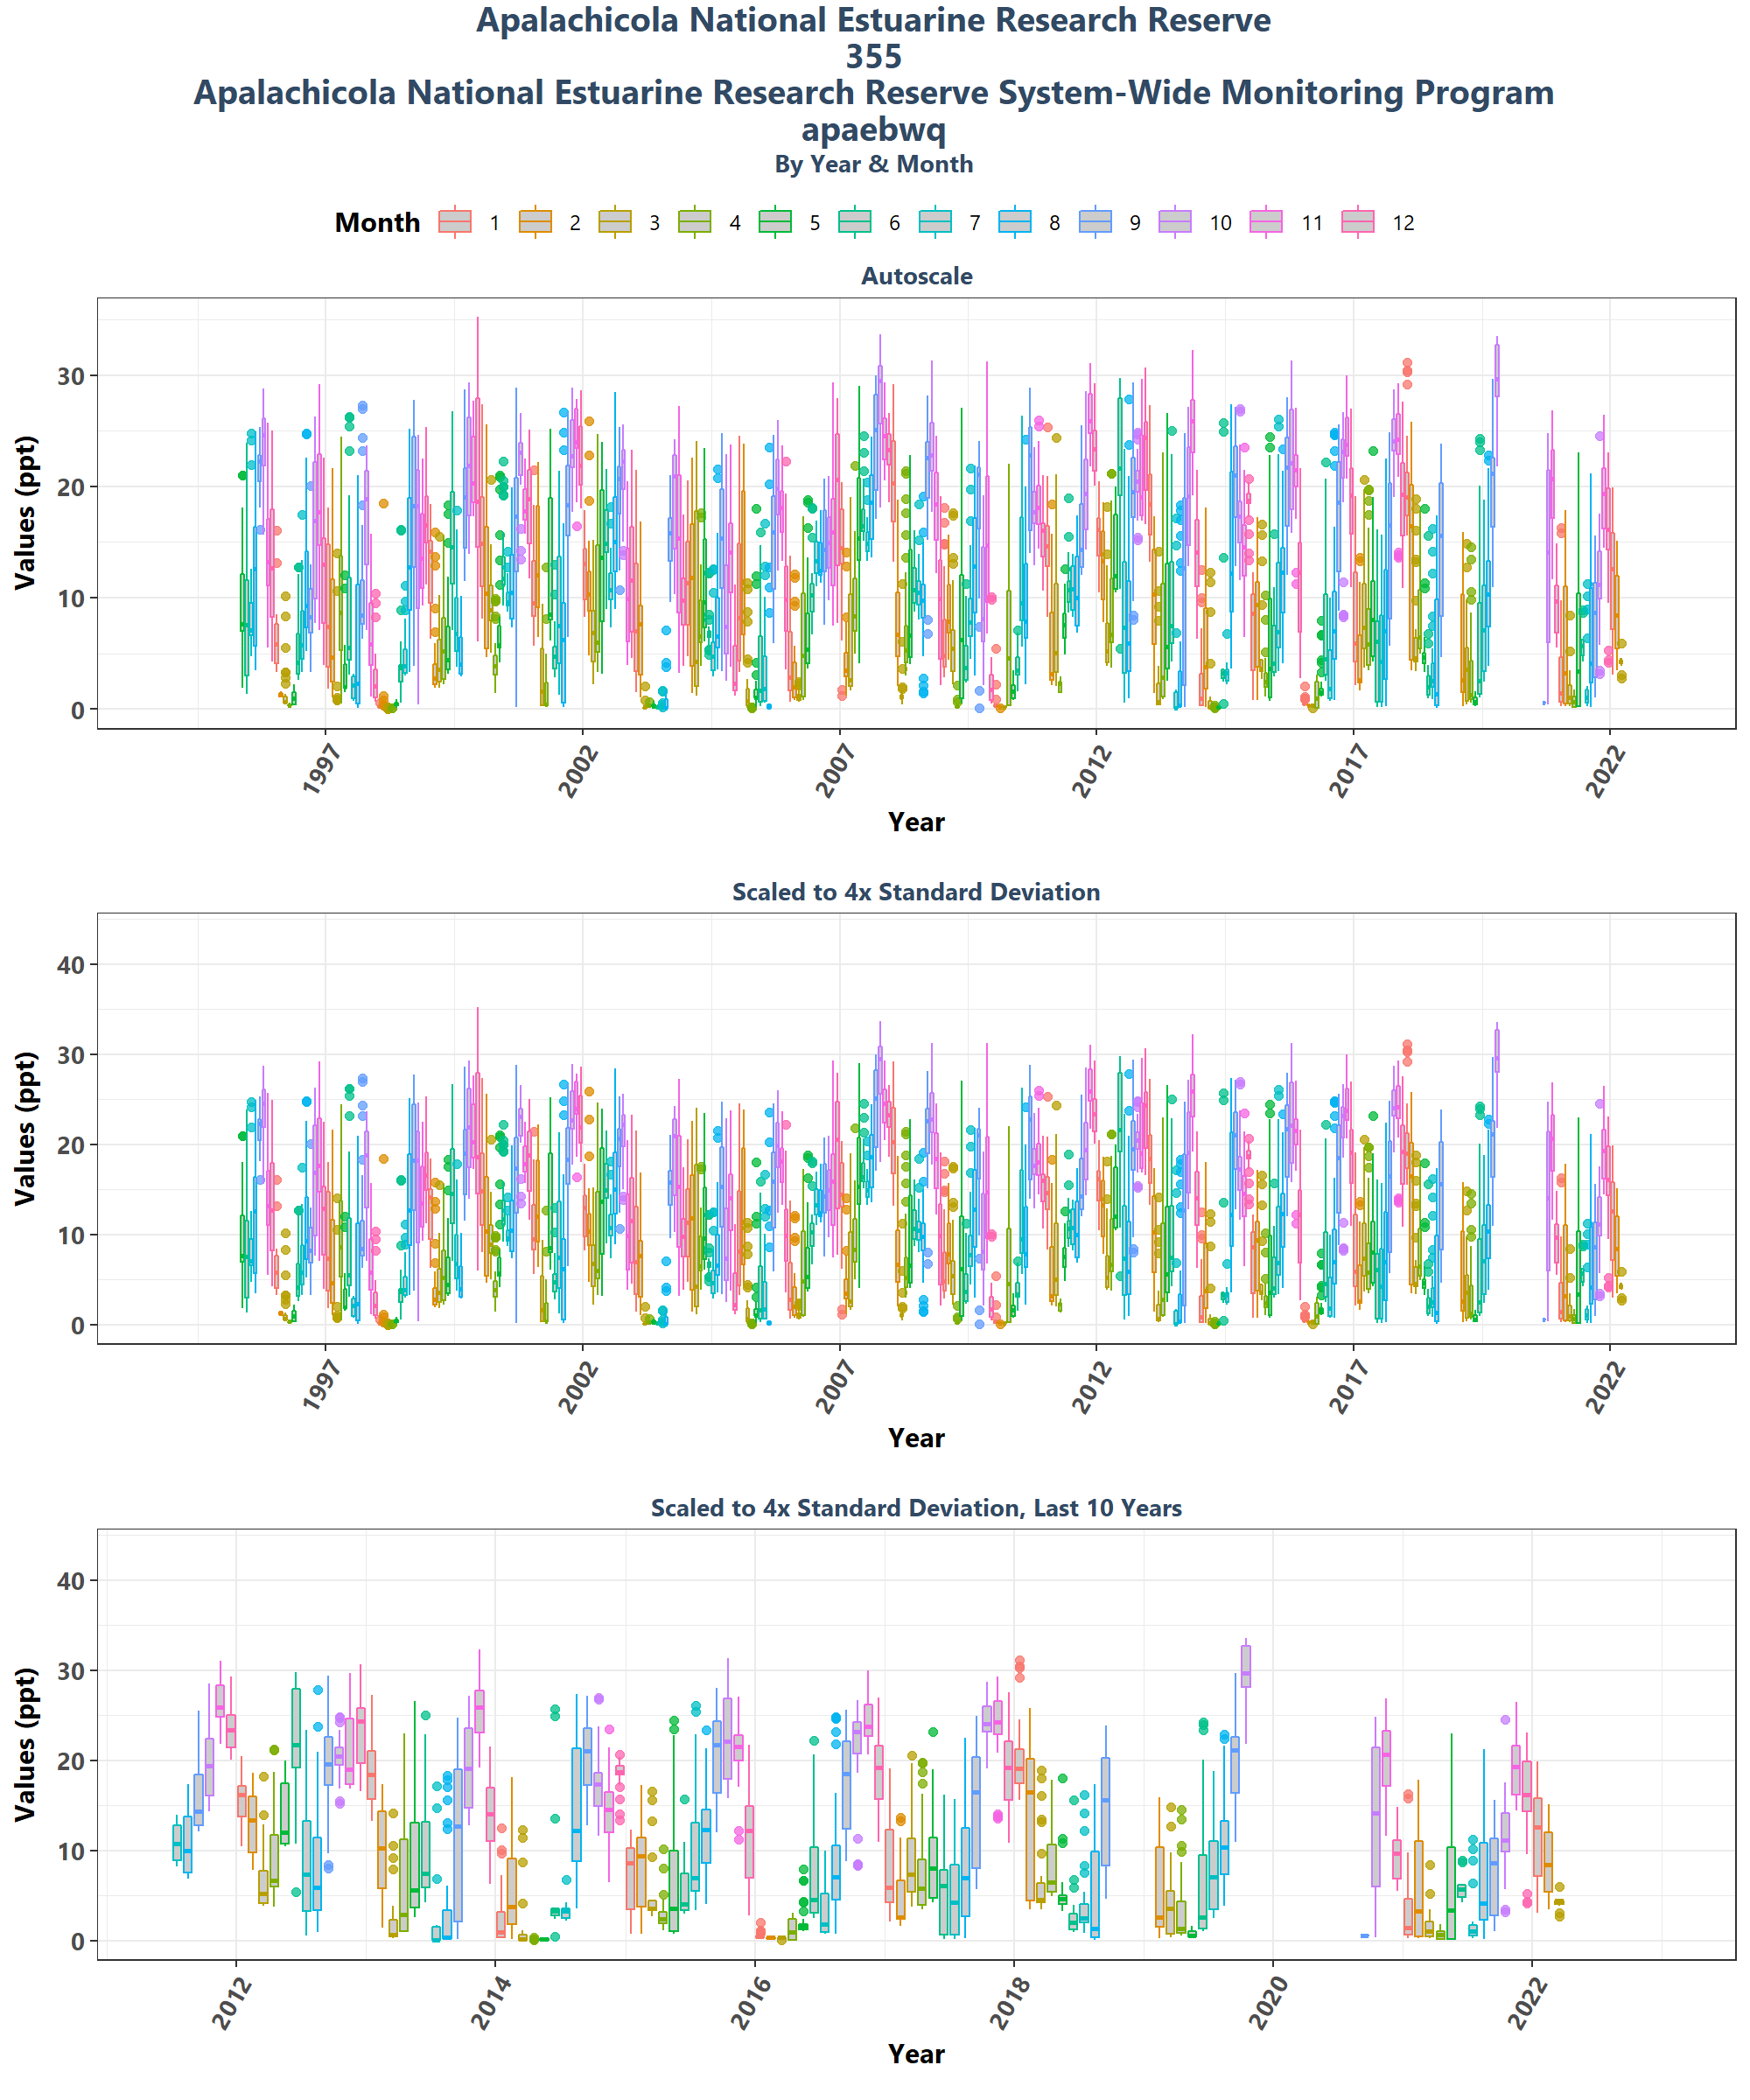 Apalachicola National Estuarine Research Reserve
355
Apalachicola National Estuarine Research Reserve System-Wide Monitoring Program
apaebwq
By Year & Month
Month 1 2 3 4 5 6 7 8 9 10 11 12
Autoscale
Values (ppt)
30
20
10
0
1997 2002 2007 2012 2017 2022
Year
Scaled to 4x Standard Deviation
Values (ppt)
40
30
20
10
0
1997 2002 2007 2012 2017 2022
Year
Scaled to 4x Standard Deviation, Last 10 Years
Values (ppt)
40
30
20
10
0
2012 2014 2016 2018 2020 2022
Year